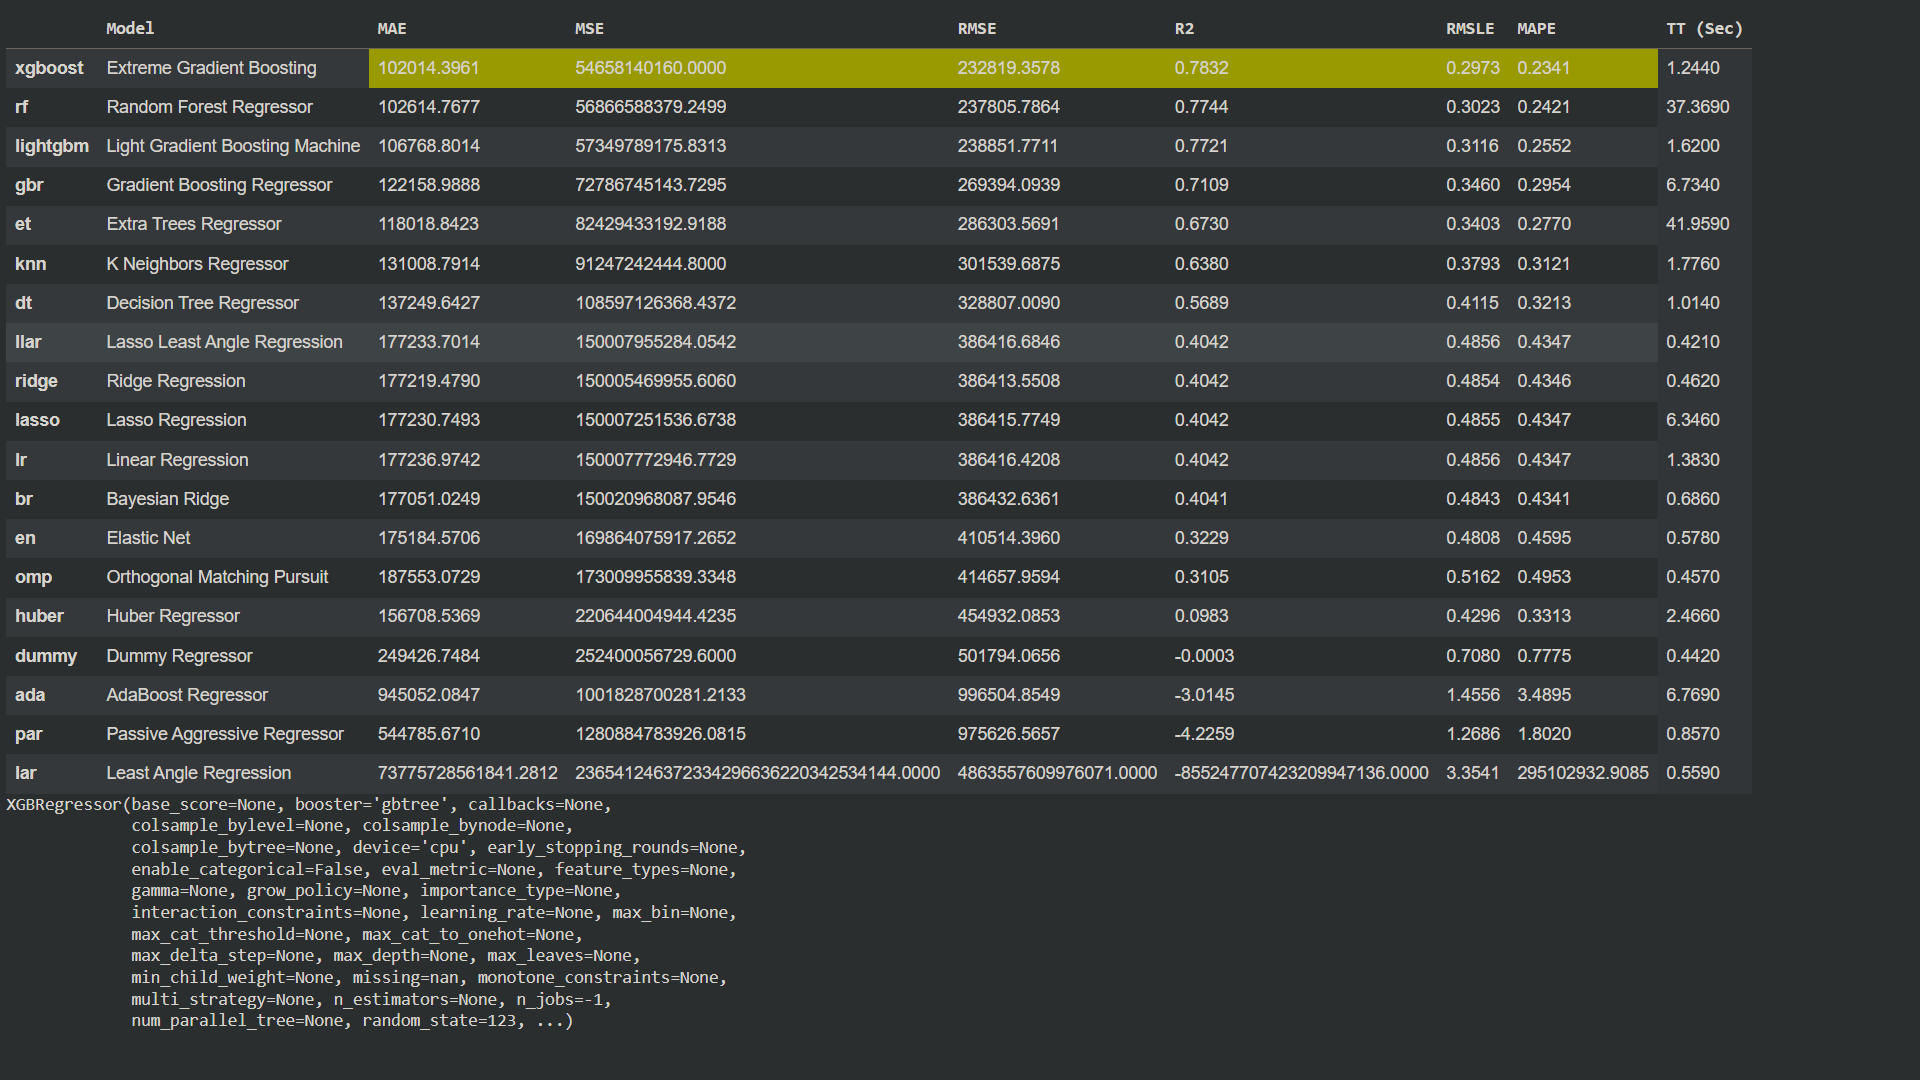 Model MAE MSE RMSE R2 RMSLE MAPE TT (Sec)
xgboost Extreme Gradient Boosting 102014.3961 54658140160.0000 232819.3578 0.7832 0.2973 0.2341 1.2440
rf Random Forest Regressor 102614.7677 56866588379.2499 237805.7864 0.7744 0.3023 0.2421 37.3690
lightgbm Light Gradient Boosting Machine 106768.8014 57349789175.8313 238851.7711 0.7721 0.3116 0.2552 1.6200
gbr Gradient Boosting Regressor 122158.9888 72786745143.7295 269394.0939 0.7109 0.3460 0.2954 6.7340
et Extra Trees Regressor 118018.8423 82429433192.9188 286303.5691 0.6730 0.3403 0.2770 41.9590
knn K Neighbors Regressor 131008.7914 91247242444.8000 301539.6875 0.6380 0.3793 0.3121 1.7760
dt Decision Tree Regressor 137249.6427 108597126368.4372 328807.0090 0.5689 0.4115 0.3213 1.0140
llar Lasso Least Angle Regression 177233.7014 150007955284.0542 386416.6846 0.4042 0.4856 0.4347 0.4210
ridge Ridge Regression 177219.4790 150005469955.6060 386413.5508 0.4042 0.4854 0.4346 0.4620
lasso Lasso Regression 177230.7493 150007251536.6738 386415.7749 0.4042 0.4855 0.4347 6.3460
lr Linear Regression 177236.9742 150007772946.7729 386416.4208 0.4042 0.4856 0.4347 1.3830
br Bayesian Ridge 177051.0249 150020968087.9546 386432.6361 0.4041 0.4843 0.4341 0.6860
en Elastic Net 175184.5706 169864075917.2652 410514.3960 0.3229 0.4808 0.4595 0.5780
omp Orthogonal Matching Pursuit 187553.0729 173009955839.3348 414657.9594 0.3105 0.5162 0.4953 0.4570
huber Huber Regressor 156708.5369 220644004944.4235 454932.0853 0.0983 0.4296 0.3313 2.4660
dummy Dummy Regressor 249426.7484 252400056729.6000 501794.0656 -0.0003 0.7080 0.7775 0.4420
ada AdaBoost Regressor 945052.0847 1001828700281.2133 996504.8549 -3.0145 1.4556 3.4895 6.7690
par Passive Aggressive Regressor 544785.6710 1280884783926.0815 975626.5657 -4.2259 1.2686 1.8020 0.8570
lar Least Angle Regression 73775728561841.2812 236541246372334296636220342534144.0000 4863557609976071.0000 -855247707423209947136.0000 3.3541 295102932.9085 0.5590
XGBRegressor(base_score=None, booster='gbtree', callbacks=None,
colsample_bylevel=None, colsample_bynode=None,
colsample_bytree=None, device='cpu', early_stopping_rounds=None,
enable_categorical=False, eval_metric=None, feature_types=None,
gamma=None, grow_policy=None, importance_type=None,
interaction_constraints=None, learning_rate=None, max_bin=None,
max_cat_threshold=None, max_cat_to_onehot=None,
max_delta_step=None, max_depth=None, max_leaves=None,
min_child_weight=None, missing=nan, monotone_constraints=None,
multi_strategy=None, n_estimators=None, n_jobs=-1,
num_parallel_tree=None, random_state=123, ...)